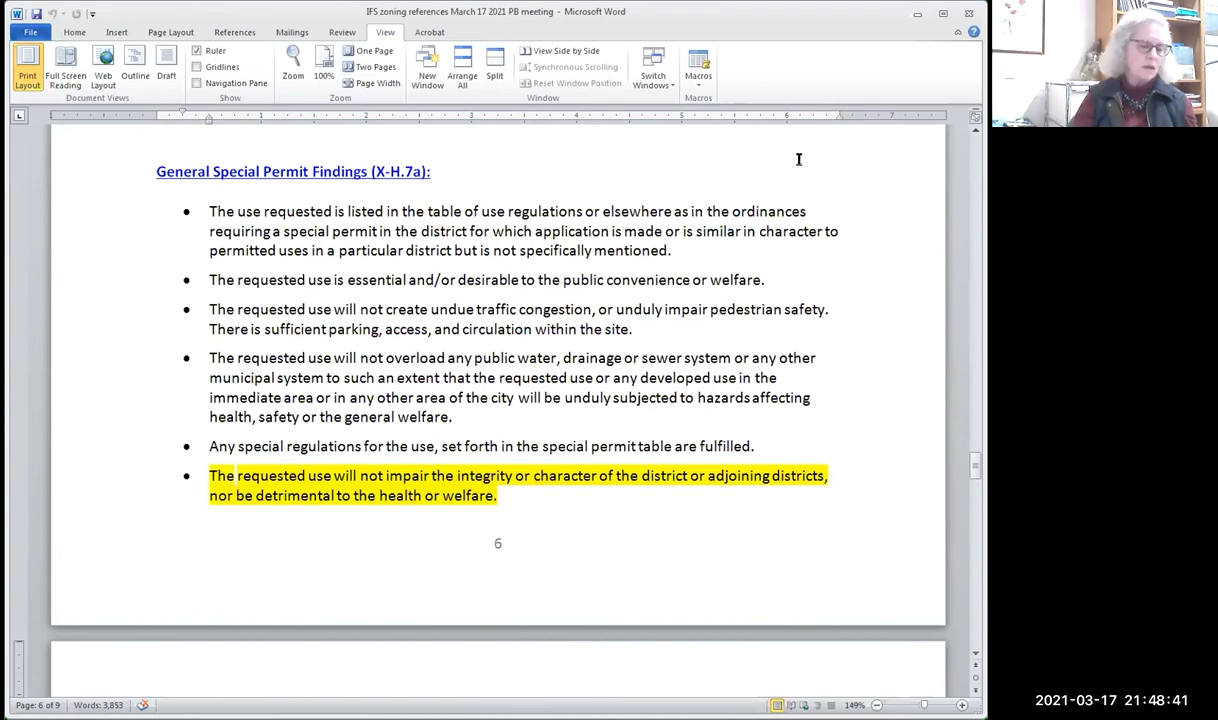 IFS zoning references March 17 2021 PB meeting - Microsoft Word
File Home Insert Page Layout References Mailings Review View Acrobat
Print Layout
Full Screen Reading
Web Layout
Outline
Draft
Document Views
Ruler
Gridlines
Navigation Pane
Show
Zoom
100%
One Page
Two Pages
Page Width
Zoom
New Window
Arrange All
Split
View Side by Side
Synchronous Scrolling
Reset Window Position
Window
Switch Windows
Macros
Macros
1 2 3 4 5 6 7
General Special Permit Findings (X-H.7a):
• The use requested is listed in the table of use regulations or elsewhere as in the ordinances
requiring a special permit in the district for which application is made or is similar in character to
permitted uses in a particular district but is not specifically mentioned.
• The requested use is essential and/or desirable to the public convenience or welfare.
• The requested use will not create undue traffic congestion, or unduly impair pedestrian safety.
There is sufficient parking, access, and circulation within the site.
• The requested use will not overload any public water, drainage or sewer system or any other
municipal system to such an extent that the requested use or any developed use in the
immediate area or in any other area of the city will be unduly subjected to hazards affecting
health, safety or the general welfare.
• Any special regulations for the use, set forth in the special permit table are fulfilled.
• The requested use will not impair the integrity or character of the district or adjoining districts,
nor be detrimental to the health or welfare.
6
Page: 6 of 9 Words: 3,853 149%
2021-03-17 21:48:41